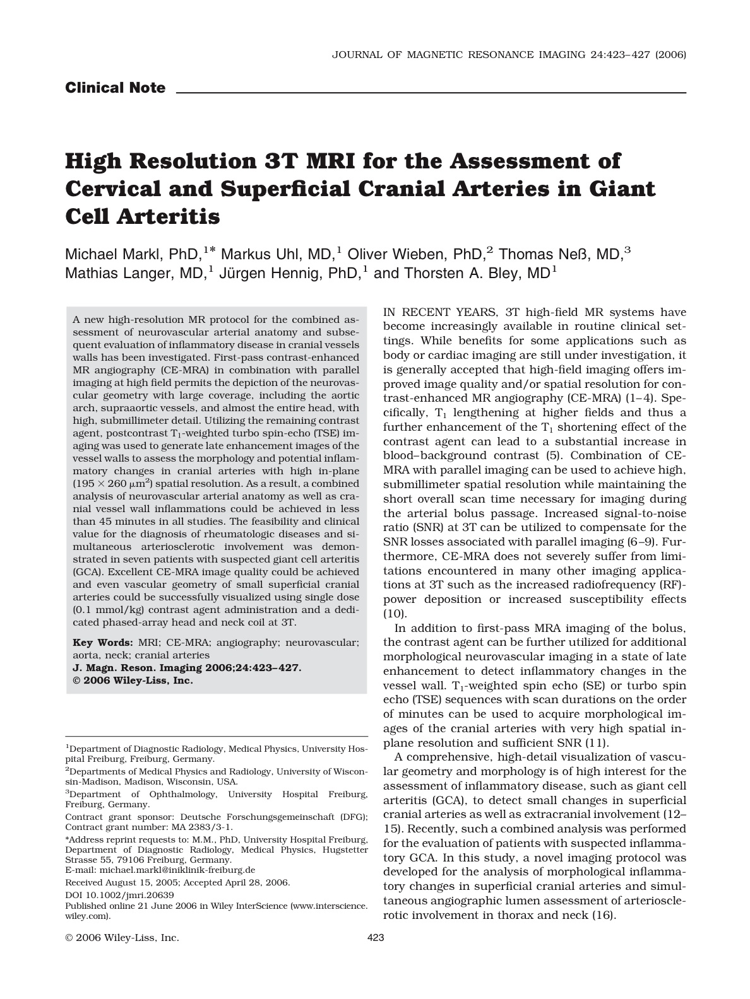 JOURNAL OF MAGNETIC RESONANCE IMAGING 24:423–427 (2006)
Clinical Note
High Resolution 3T MRI for the Assessment of
Cervical and Superficial Cranial Arteries in Giant
Cell Arteritis
Michael Markl, PhD,¹* Markus Uhl, MD,¹ Oliver Wieben, PhD,² Thomas Neß, MD,³
Mathias Langer, MD,¹ Jürgen Hennig, PhD,¹ and Thorsten A. Bley, MD¹
A new high-resolution MR protocol for the combined as-
sessment of neurovascular arterial anatomy and subse-
quent evaluation of inflammatory disease in cranial vessels
walls has been investigated. First-pass contrast-enhanced
MR angiography (CE-MRA) in combination with parallel
imaging at high field permits the depiction of the neurovas-
cular geometry with large coverage, including the aortic
arch, supraaortic vessels, and almost the entire head, with
high, submillimeter detail. Utilizing the remaining contrast
agent, postcontrast T₁-weighted turbo spin-echo (TSE) im-
aging was used to generate late enhancement images of the
vessel walls to assess the morphology and potential inflam-
matory changes in cranial arteries with high in-plane
(195 × 260 μm²) spatial resolution. As a result, a combined
analysis of neurovascular arterial anatomy as well as cra-
nial vessel wall inflammations could be achieved in less
than 45 minutes in all studies. The feasibility and clinical
value for the diagnosis of rheumatologic diseases and si-
multaneous arteriosclerotic involvement was demon-
strated in seven patients with suspected giant cell arteritis
(GCA). Excellent CE-MRA image quality could be achieved
and even vascular geometry of small superficial cranial
arteries could be successfully visualized using single dose
(0.1 mmol/kg) contrast agent administration and a dedi-
cated phased-array head and neck coil at 3T.
Key Words: MRI; CE-MRA; angiography; neurovascular;
aorta, neck; cranial arteries
J. Magn. Reson. Imaging 2006;24:423–427.
© 2006 Wiley-Liss, Inc.
¹Department of Diagnostic Radiology, Medical Physics, University Hos-
pital Freiburg, Freiburg, Germany.
²Departments of Medical Physics and Radiology, University of Wiscon-
sin-Madison, Madison, Wisconsin, USA.
³Department of Ophthalmology, University Hospital Freiburg,
Freiburg, Germany.
Contract grant sponsor: Deutsche Forschungsgemeinschaft (DFG);
Contract grant number: MA 2383/3-1.
*Address reprint requests to: M.M., PhD, University Hospital Freiburg,
Department of Diagnostic Radiology, Medical Physics, Hugstetter
Strasse 55, 79106 Freiburg, Germany.
E-mail: michael.markl@iniklinik-freiburg.de
Received August 15, 2005; Accepted April 28, 2006.
DOI 10.1002/jmri.20639
Published online 21 June 2006 in Wiley InterScience (www.interscience.
wiley.com).
IN RECENT YEARS, 3T high-field MR systems have
become increasingly available in routine clinical set-
tings. While benefits for some applications such as
body or cardiac imaging are still under investigation, it
is generally accepted that high-field imaging offers im-
proved image quality and/or spatial resolution for con-
trast-enhanced MR angiography (CE-MRA) (1–4). Spe-
cifically, T₁ lengthening at higher fields and thus a
further enhancement of the T₁ shortening effect of the
contrast agent can lead to a substantial increase in
blood–background contrast (5). Combination of CE-
MRA with parallel imaging can be used to achieve high,
submillimeter spatial resolution while maintaining the
short overall scan time necessary for imaging during
the arterial bolus passage. Increased signal-to-noise
ratio (SNR) at 3T can be utilized to compensate for the
SNR losses associated with parallel imaging (6–9). Fur-
thermore, CE-MRA does not severely suffer from limi-
tations encountered in many other imaging applica-
tions at 3T such as the increased radiofrequency (RF)-
power deposition or increased susceptibility effects
(10).
In addition to first-pass MRA imaging of the bolus,
the contrast agent can be further utilized for additional
morphological neurovascular imaging in a state of late
enhancement to detect inflammatory changes in the
vessel wall. T₁-weighted spin echo (SE) or turbo spin
echo (TSE) sequences with scan durations on the order
of minutes can be used to acquire morphological im-
ages of the cranial arteries with very high spatial in-
plane resolution and sufficient SNR (11).
A comprehensive, high-detail visualization of vascu-
lar geometry and morphology is of high interest for the
assessment of inflammatory disease, such as giant cell
arteritis (GCA), to detect small changes in superficial
cranial arteries as well as extracranial involvement (12–
15). Recently, such a combined analysis was performed
for the evaluation of patients with suspected inflamma-
tory GCA. In this study, a novel imaging protocol was
developed for the analysis of morphological inflamma-
tory changes in superficial cranial arteries and simul-
taneous angiographic lumen assessment of arterioscle-
rotic involvement in thorax and neck (16).
© 2006 Wiley-Liss, Inc.
423